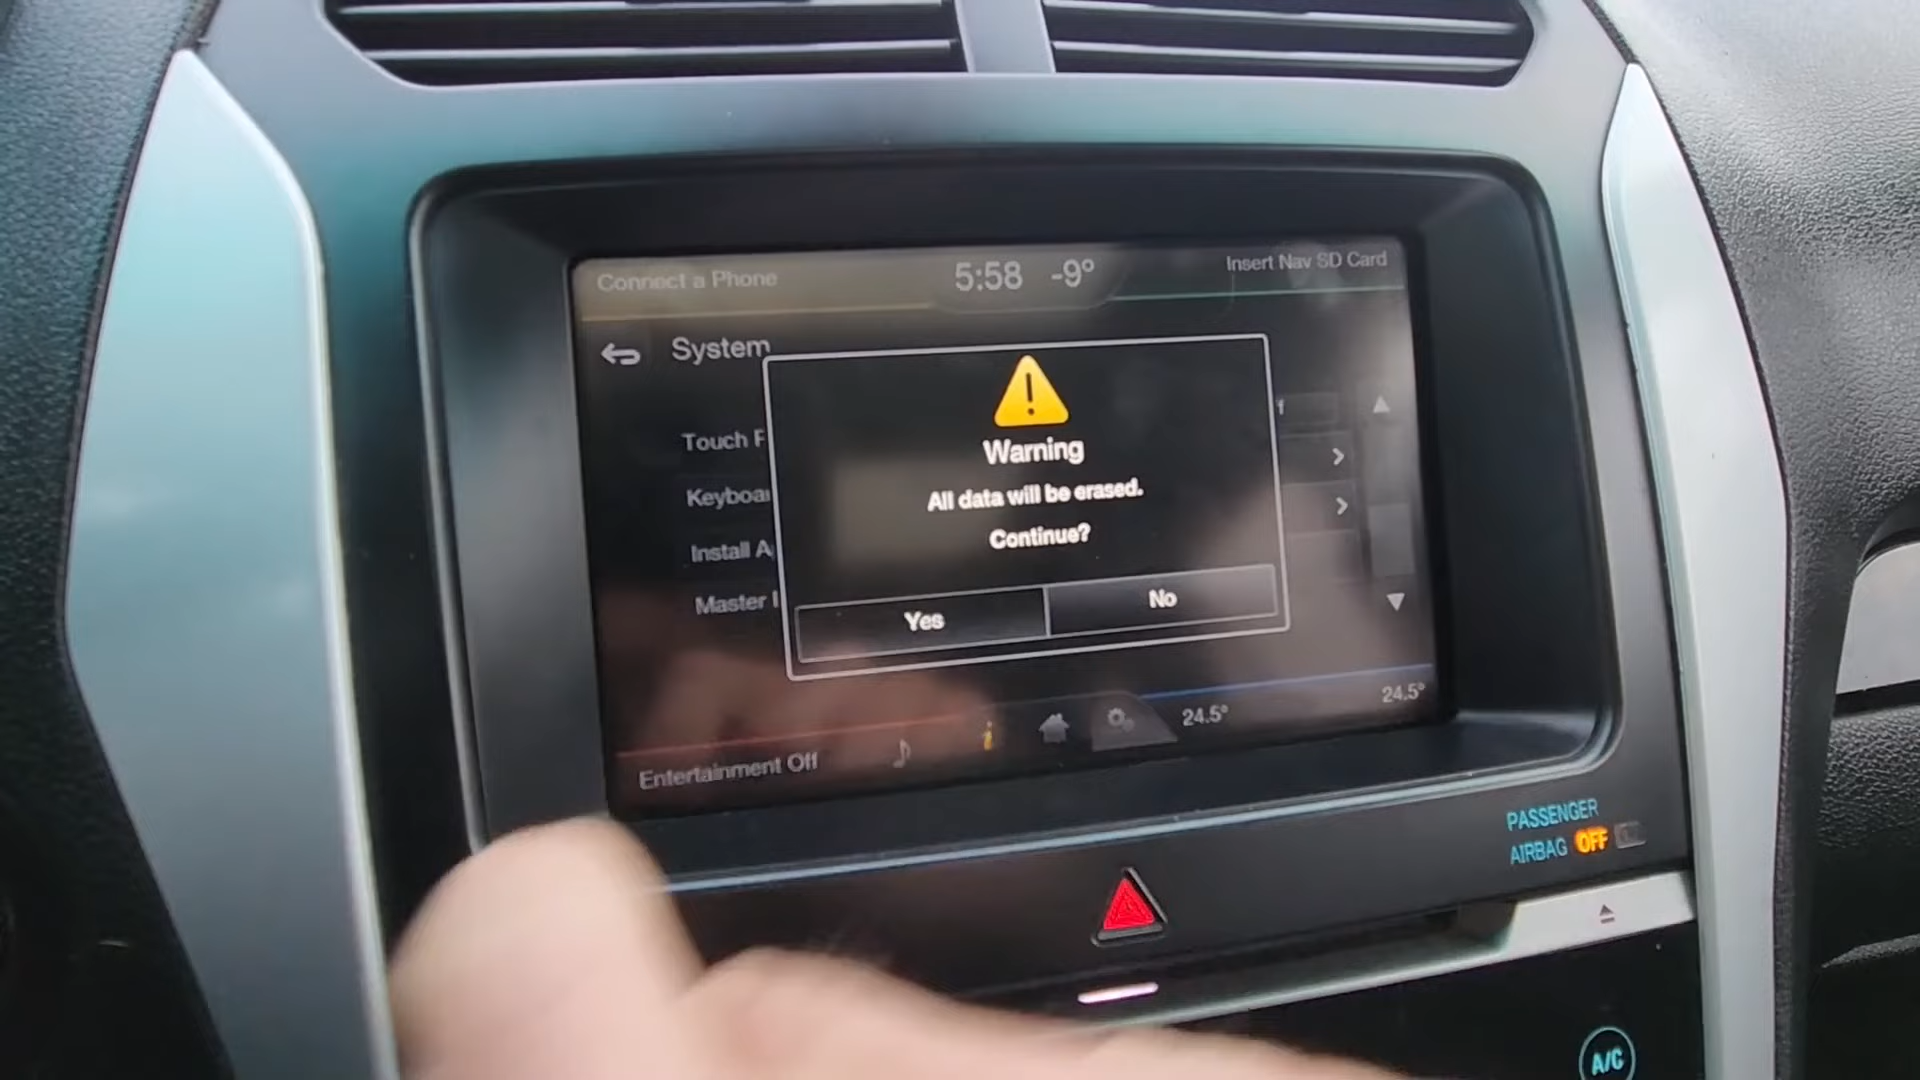 Connect a Phone
5:58 -9°
Insert Nav SD Card
System
Touch
Warning
All data will be erased.
Continue?
Yes
No
Install
Master
24.5°
24.5°
Entertainment Off
PASSENGER
AIRBAG OFF
A/C